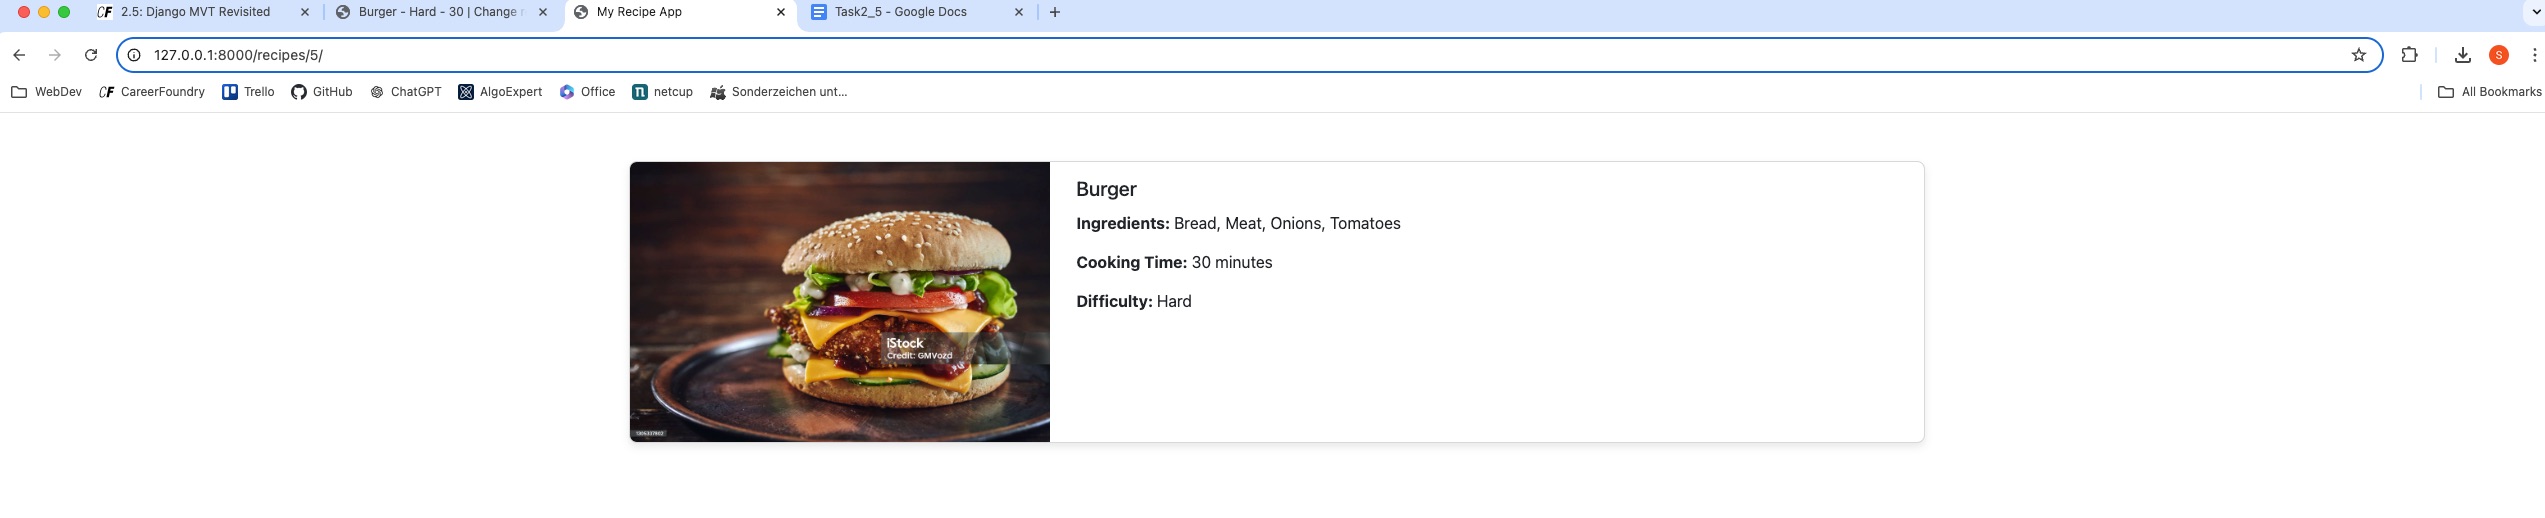 CF 2.5: Django MVT Revisited
Burger - Hard - 30 | Change r
My Recipe App
Task2_5 - Google Docs
127.0.0.1:8000/recipes/5/
S
WebDev
CF CareerFoundry
Trello
GitHub
ChatGPT
AlgoExpert
Office
n netcup
Sonderzeichen unt...
All Bookmarks
Burger
Ingredients: Bread, Meat, Onions, Tomatoes
Cooking Time: 30 minutes
Difficulty: Hard
iStock
Credit: GMVozd